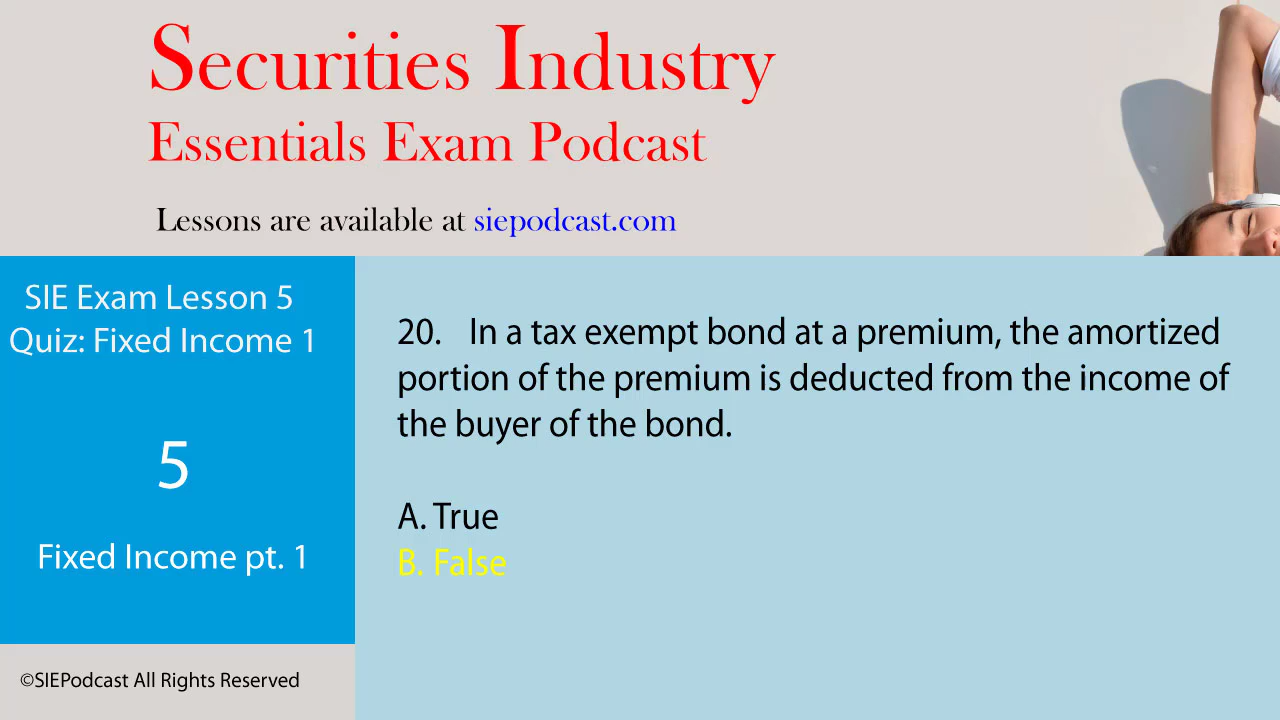 Securities Industry
Essentials Exam Podcast
Lessons are available at siepodcast.com
SIE Exam Lesson 5
Quiz: Fixed Income 1
5
Fixed Income pt. 1
©SIEPodcast All Rights Reserved
20. In a tax exempt bond at a premium, the amortized
portion of the premium is deducted from the income of
the buyer of the bond.
A. True
B. False